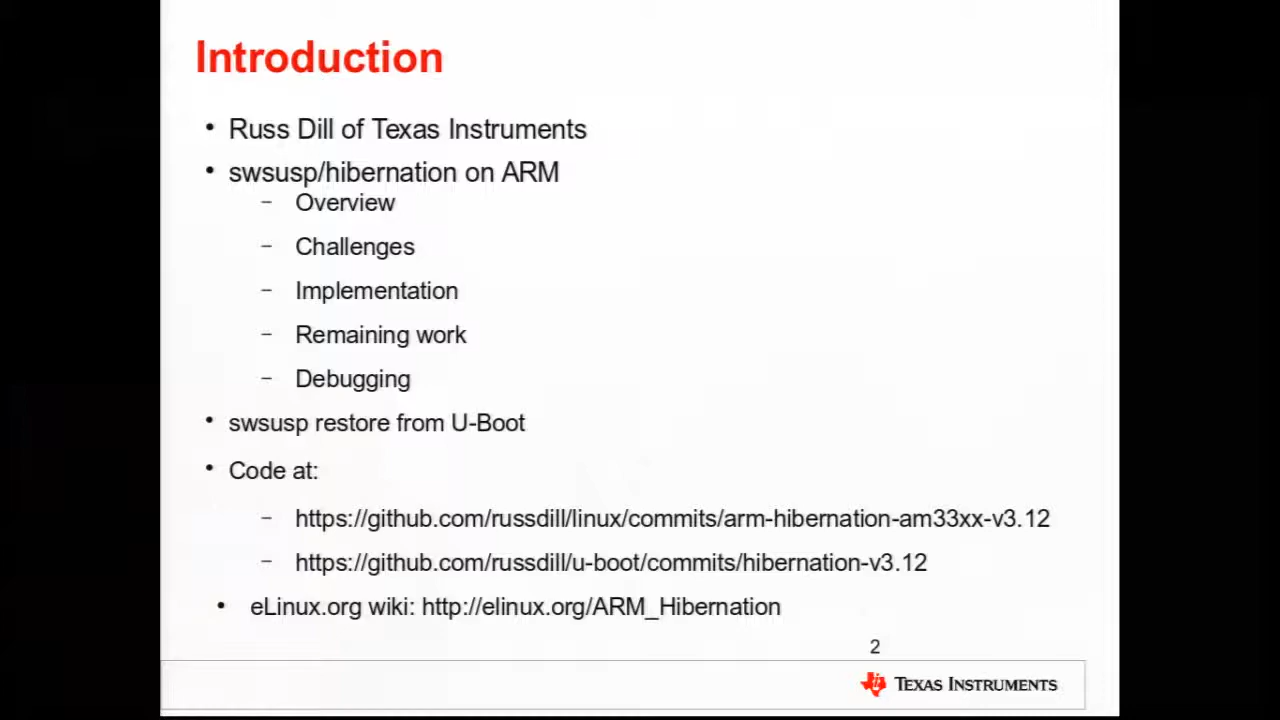 Introduction
• Russ Dill of Texas Instruments
• swsusp/hibernation on ARM
– Overview
– Challenges
– Implementation
– Remaining work
– Debugging
• swsusp restore from U-Boot
• Code at:
– https://github.com/russdill/linux/commits/arm-hibernation-am33xx-v3.12
– https://github.com/russdill/u-boot/commits/hibernation-v3.12
• eLinux.org wiki: http://elinux.org/ARM_Hibernation
2
TEXAS INSTRUMENTS